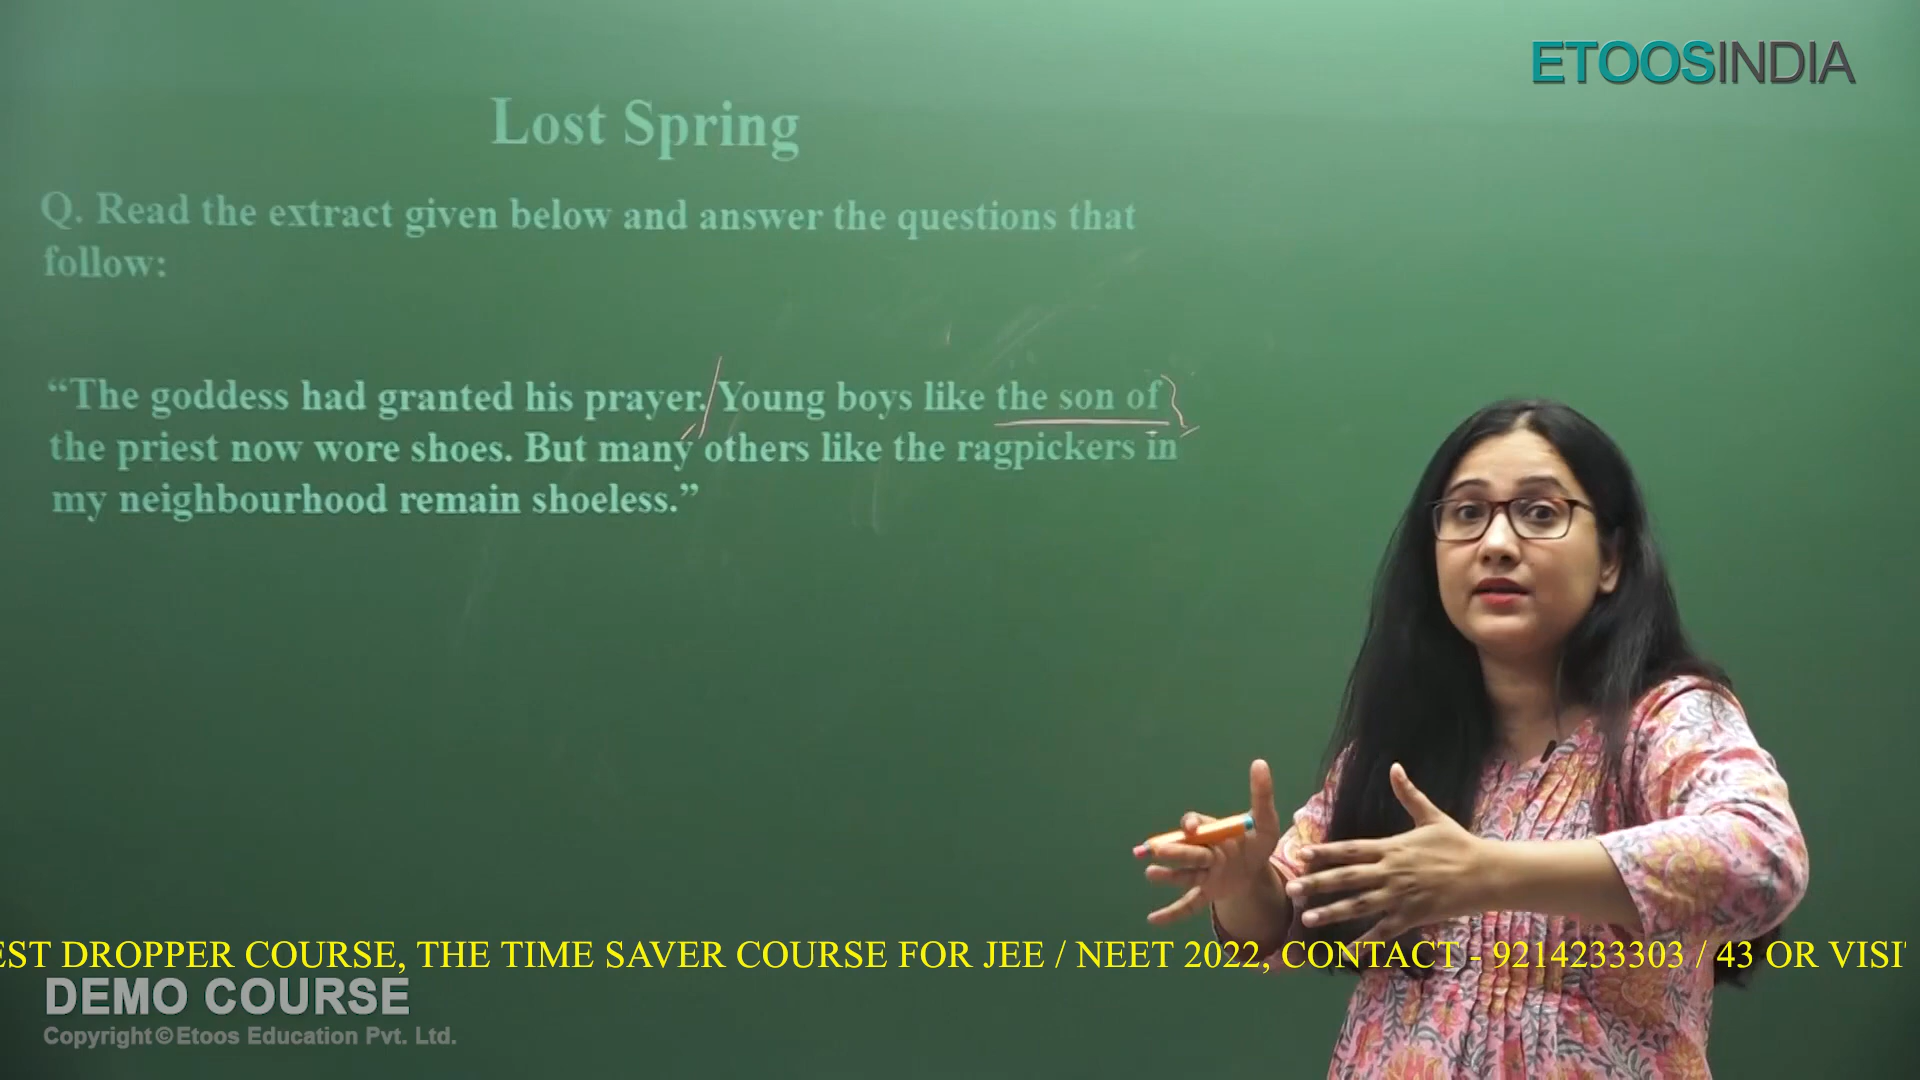 ETOOSINDIA
Lost Spring
Q. Read the extract given below and answer the questions that
follow:
“The goddess had granted his prayer. Young boys like the son of
the priest now wore shoes. But many others like the ragpickers in
my neighbourhood remain shoeless.”
EST DROPPER COURSE, THE TIME SAVER COURSE FOR JEE / NEET 2022, CONTACT - 9214233303 / 43 OR VISI
DEMO COURSE
Copyright © Etoos Education Pvt. Ltd.